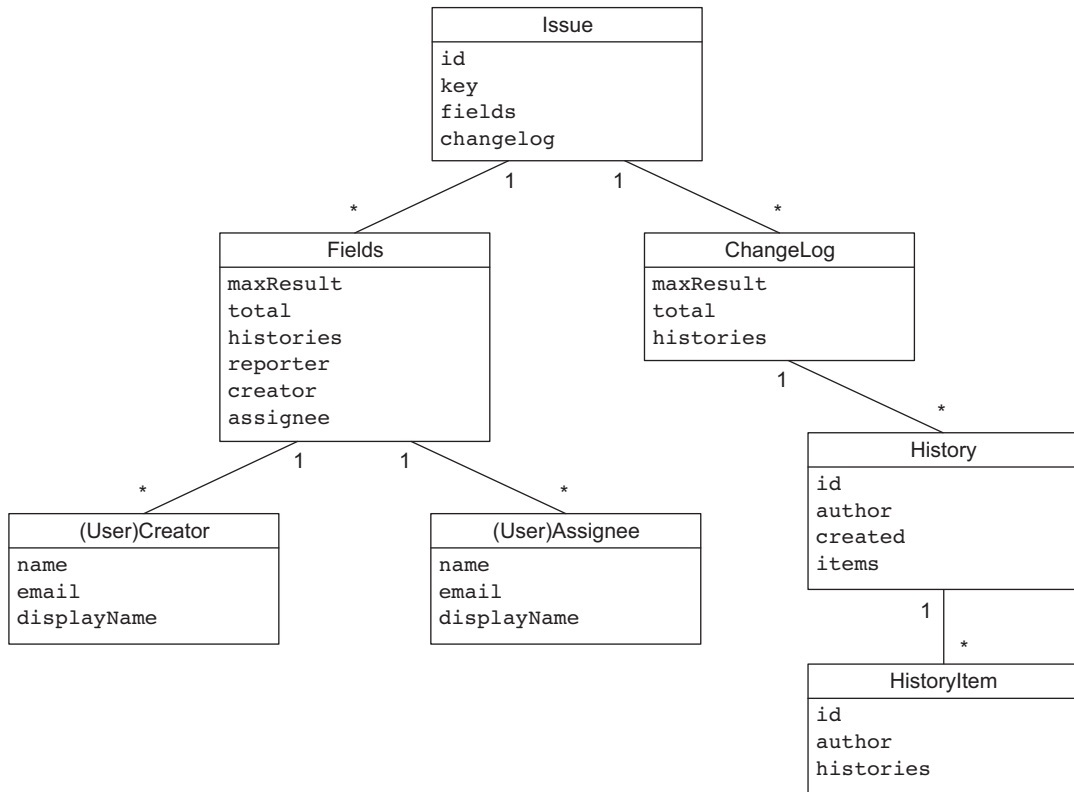 Issue
id
key
fields
changelog
1 1
* *
Fields
maxResult
total
histories
reporter
creator
assignee
ChangeLog
maxResult
total
histories
1
*
1 1
* *
(User)Creator
name
email
displayName
(User)Assignee
name
email
displayName
History
id
author
created
items
1
*
HistoryItem
id
author
histories